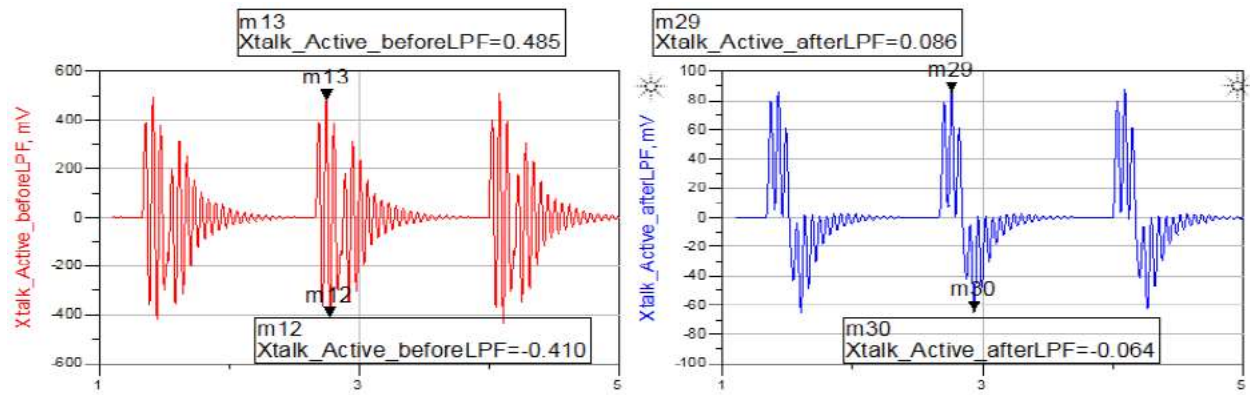 m13
Xtalk_Active_beforeLPF=0.485
m29
Xtalk_Active_afterLPF=0.086
Xtalk_Active_beforeLPF, mV
600
400
200
0
-200
-400
-600
1
3
5
m13
m12
m12
Xtalk_Active_beforeLPF=-0.410
Xtalk_Active_afterLPF, mV
100
80
60
40
20
0
-20
-40
-60
-80
-100
1
3
5
m29
m30
m30
Xtalk_Active_afterLPF=-0.064